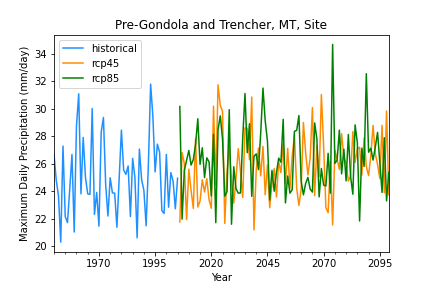 Pre-Gondola and Trencher, MT, Site
historical
rcp45
rcp85
Maximum Daily Precipitation (mm/day)
34
32
30
28
26
24
22
20
1970
1995
2020
2045
2070
2095
Year